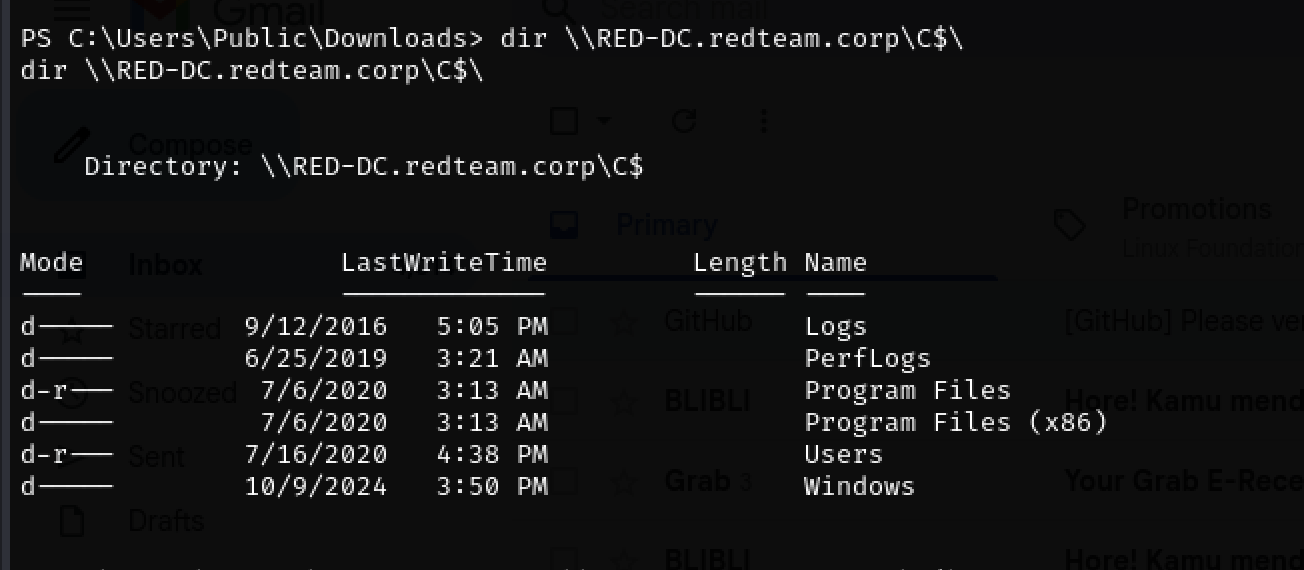 Gmail
Search mail
PS C:\Users\Public\Downloads> dir \\RED-DC.redteam.corp\C$\
dir \\RED-DC.redteam.corp\C$\
Compose
Directory: \\RED-DC.redteam.corp\C$
Primary
Promotions
Linux Foundation
Mode LastWriteTime Length Name
Inbox
---- ------------- ------ ----
d----- 9/12/2016 5:05 PM Logs
Starred
GitHub
[GitHub] Please ver
d----- 6/25/2019 3:21 AM PerfLogs
d-r--- 7/6/2020 3:13 AM Program Files
Snoozed
BLIBLI
Hore! Kamu mend
d----- 7/6/2020 3:13 AM Program Files (x86)
d-r--- 7/16/2020 4:38 PM Users
Sent
d----- 10/9/2024 3:50 PM Windows
Grab 3
Your Grab E-Rece
Drafts
BLIBLI
Hore! Kamu mend